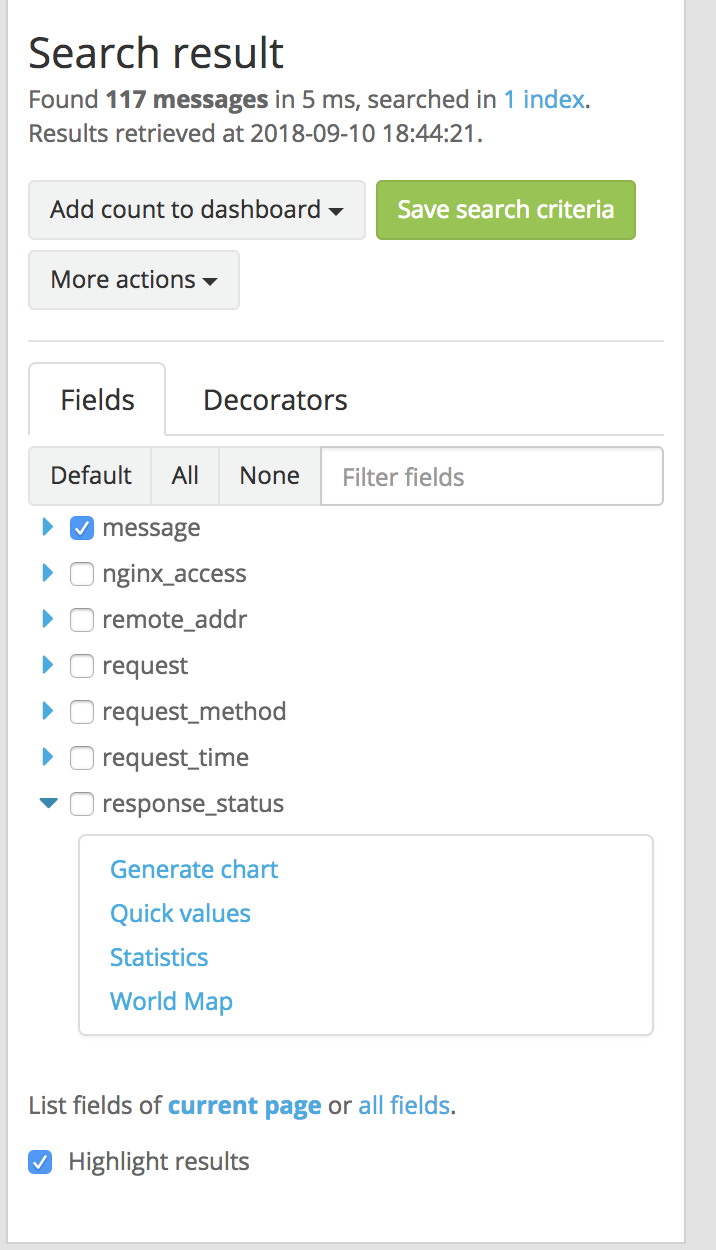 Search result
Found 117 messages in 5 ms, searched in 1 index.
Results retrieved at 2018-09-10 18:44:21.
Add count to dashboard Save search criteria
More actions
Fields Decorators
Default All None Filter fields
message
nginx_access
remote_addr
request
request_method
request_time
response_status
Generate chart
Quick values
Statistics
World Map
List fields of current page or all fields.
Highlight results